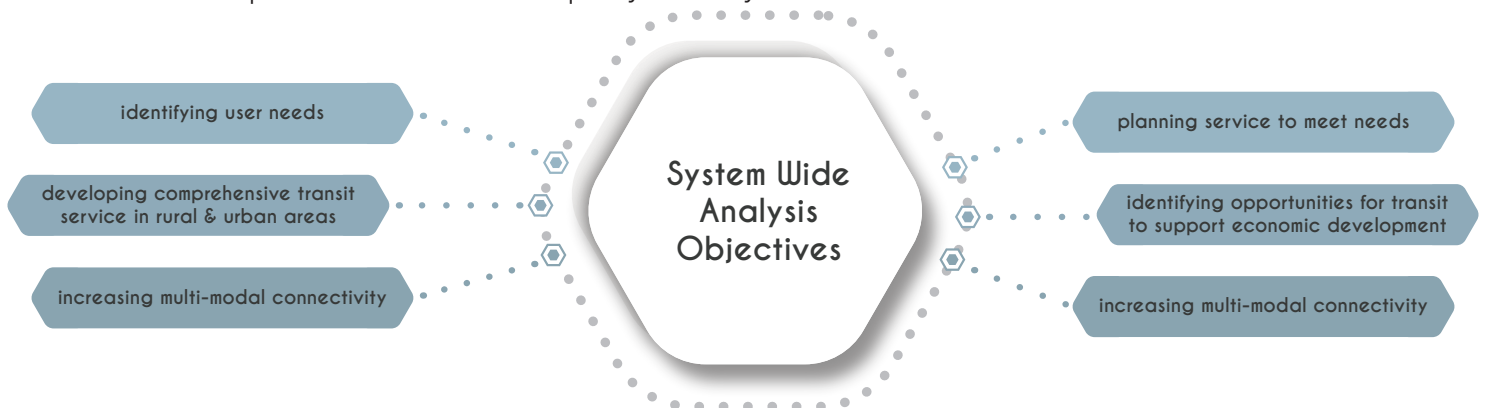 identifying user needs
developing comprehensive transit
service in rural & urban areas
increasing multi-modal connectivity
System Wide
Analysis
Objectives
planning service to meet needs
identifying opportunities for transit
to support economic development
increasing multi-modal connectivity